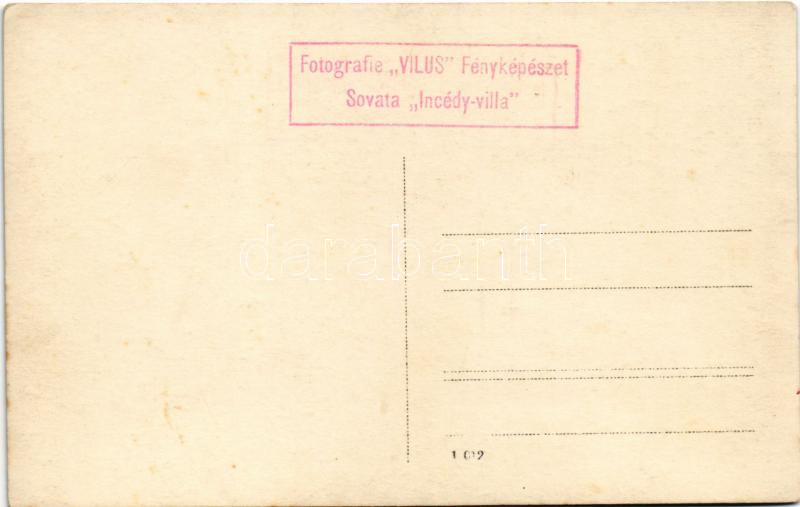 Fotografie „VILUS” Fényképészet
Sovata „Incédy-villa”
darabanth